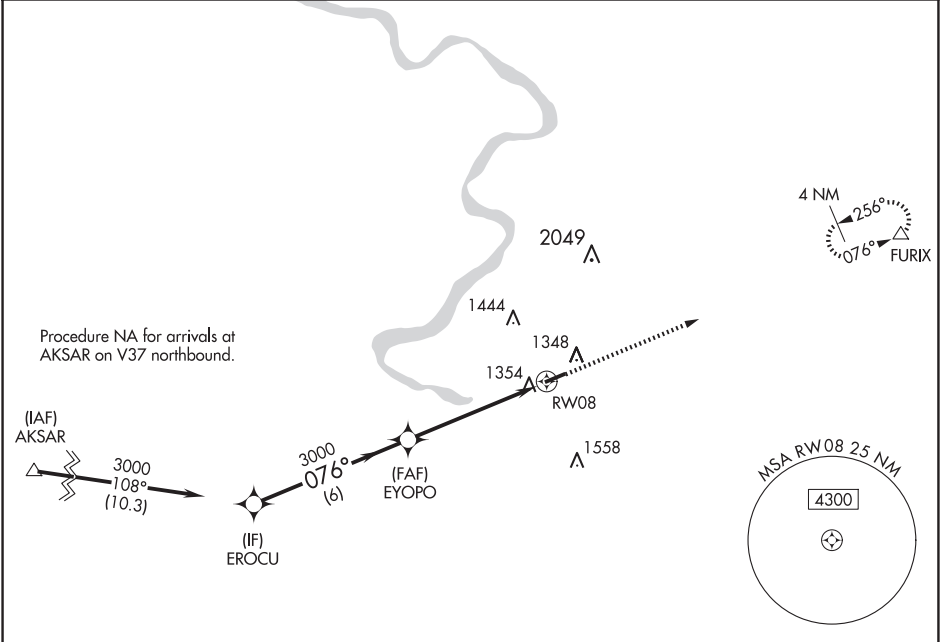 4 NM
256°
076°
FURIX
2049
1444
1348
1354
RW08
1558
Procedure NA for arrivals at
AKSAR on V37 northbound.
(IAF)
AKSAR
3000
108°
(10.3)
3000
076°
(6)
(FAF)
EYOPO
(IF)
EROCU
MSA RW08 25 NM
4300